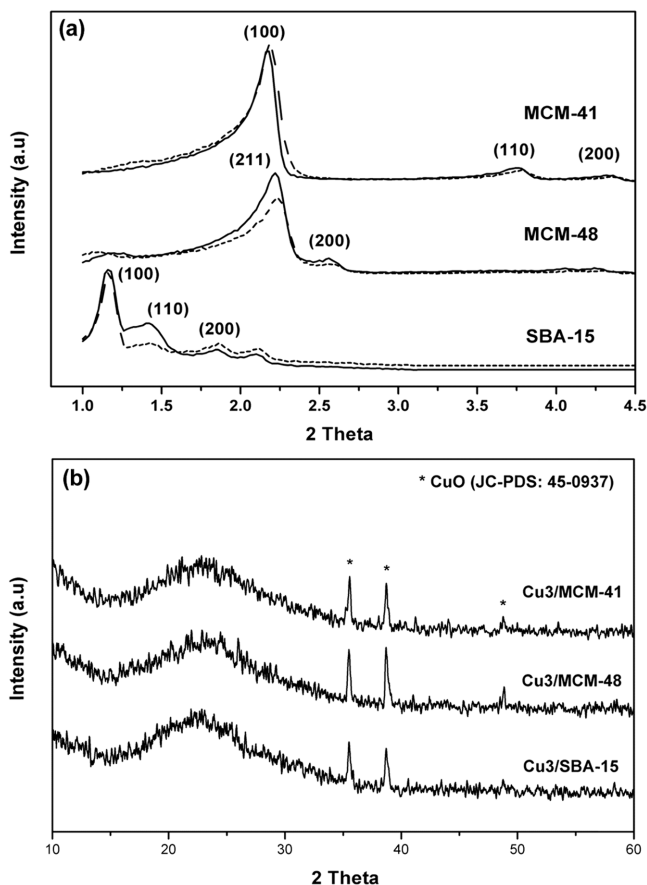 (a)
(100)
MCM-41
(110)
(200)
(211)
MCM-48
(200)
(100)
(110)
(200)
SBA-15
Intensity (a.u)
1.0 1.5 2.0 2.5 3.0 3.5 4.0 4.5
2 Theta
(b)
* CuO (JC-PDS: 45-0937)
* * *
Cu3/MCM-41
Cu3/MCM-48
Cu3/SBA-15
Intensity (a.u)
10 20 30 40 50 60
2 Theta